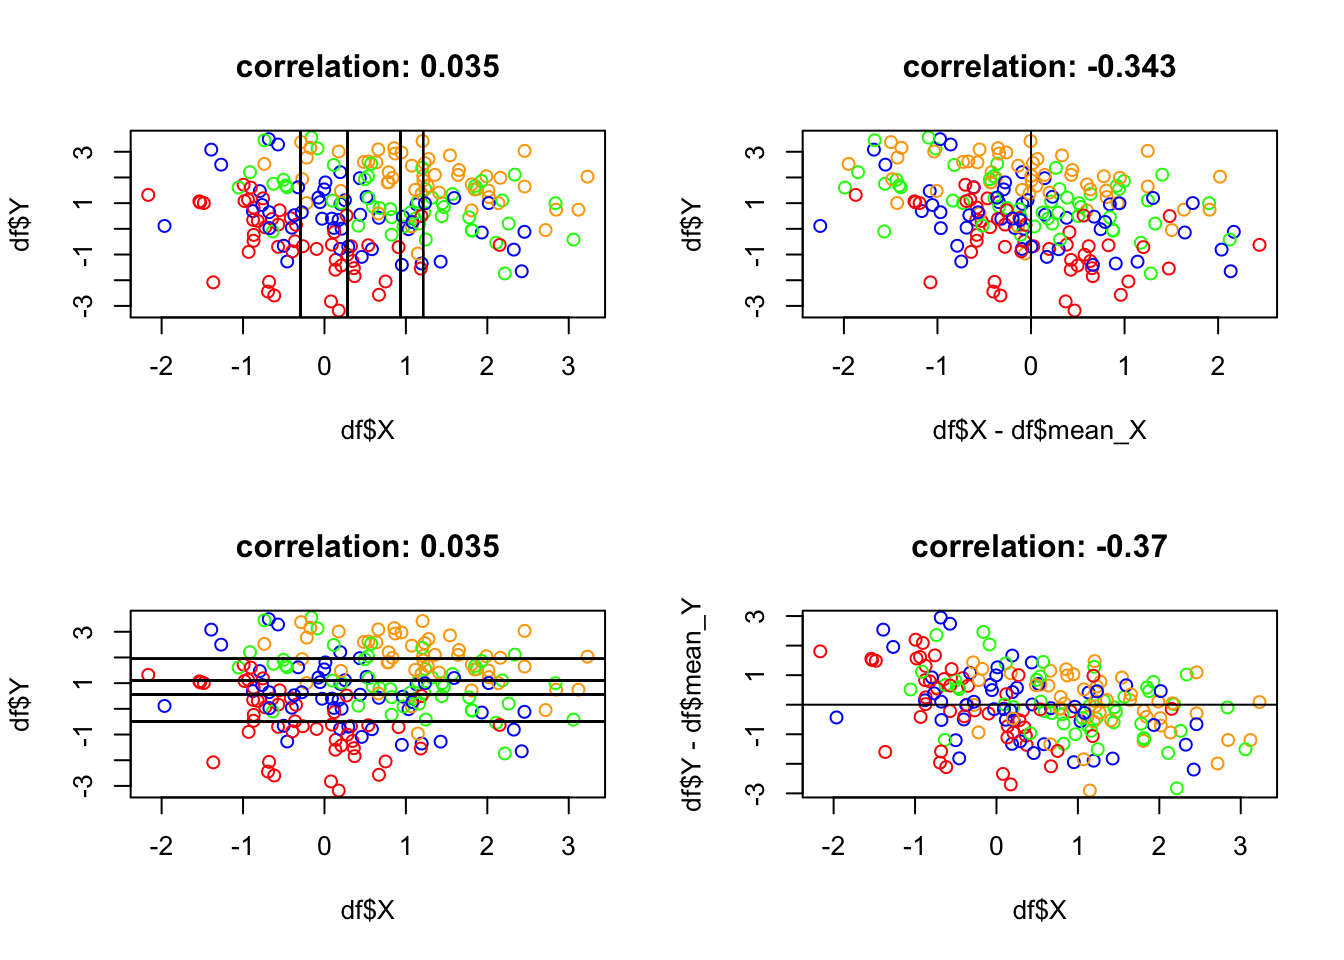 correlation: 0.035
3
1
-1
-3
df$Y
-2 -1 0 1 2 3
df$X
correlation: -0.343
3
1
-1
-3
df$Y
-2 -1 0 1 2
df$X - df$mean_X
correlation: 0.035
3
1
-1
-3
df$Y
-2 -1 0 1 2 3
df$X
correlation: -0.37
3
1
-1
-3
df$Y - df$mean_Y
-2 -1 0 1 2 3
df$X